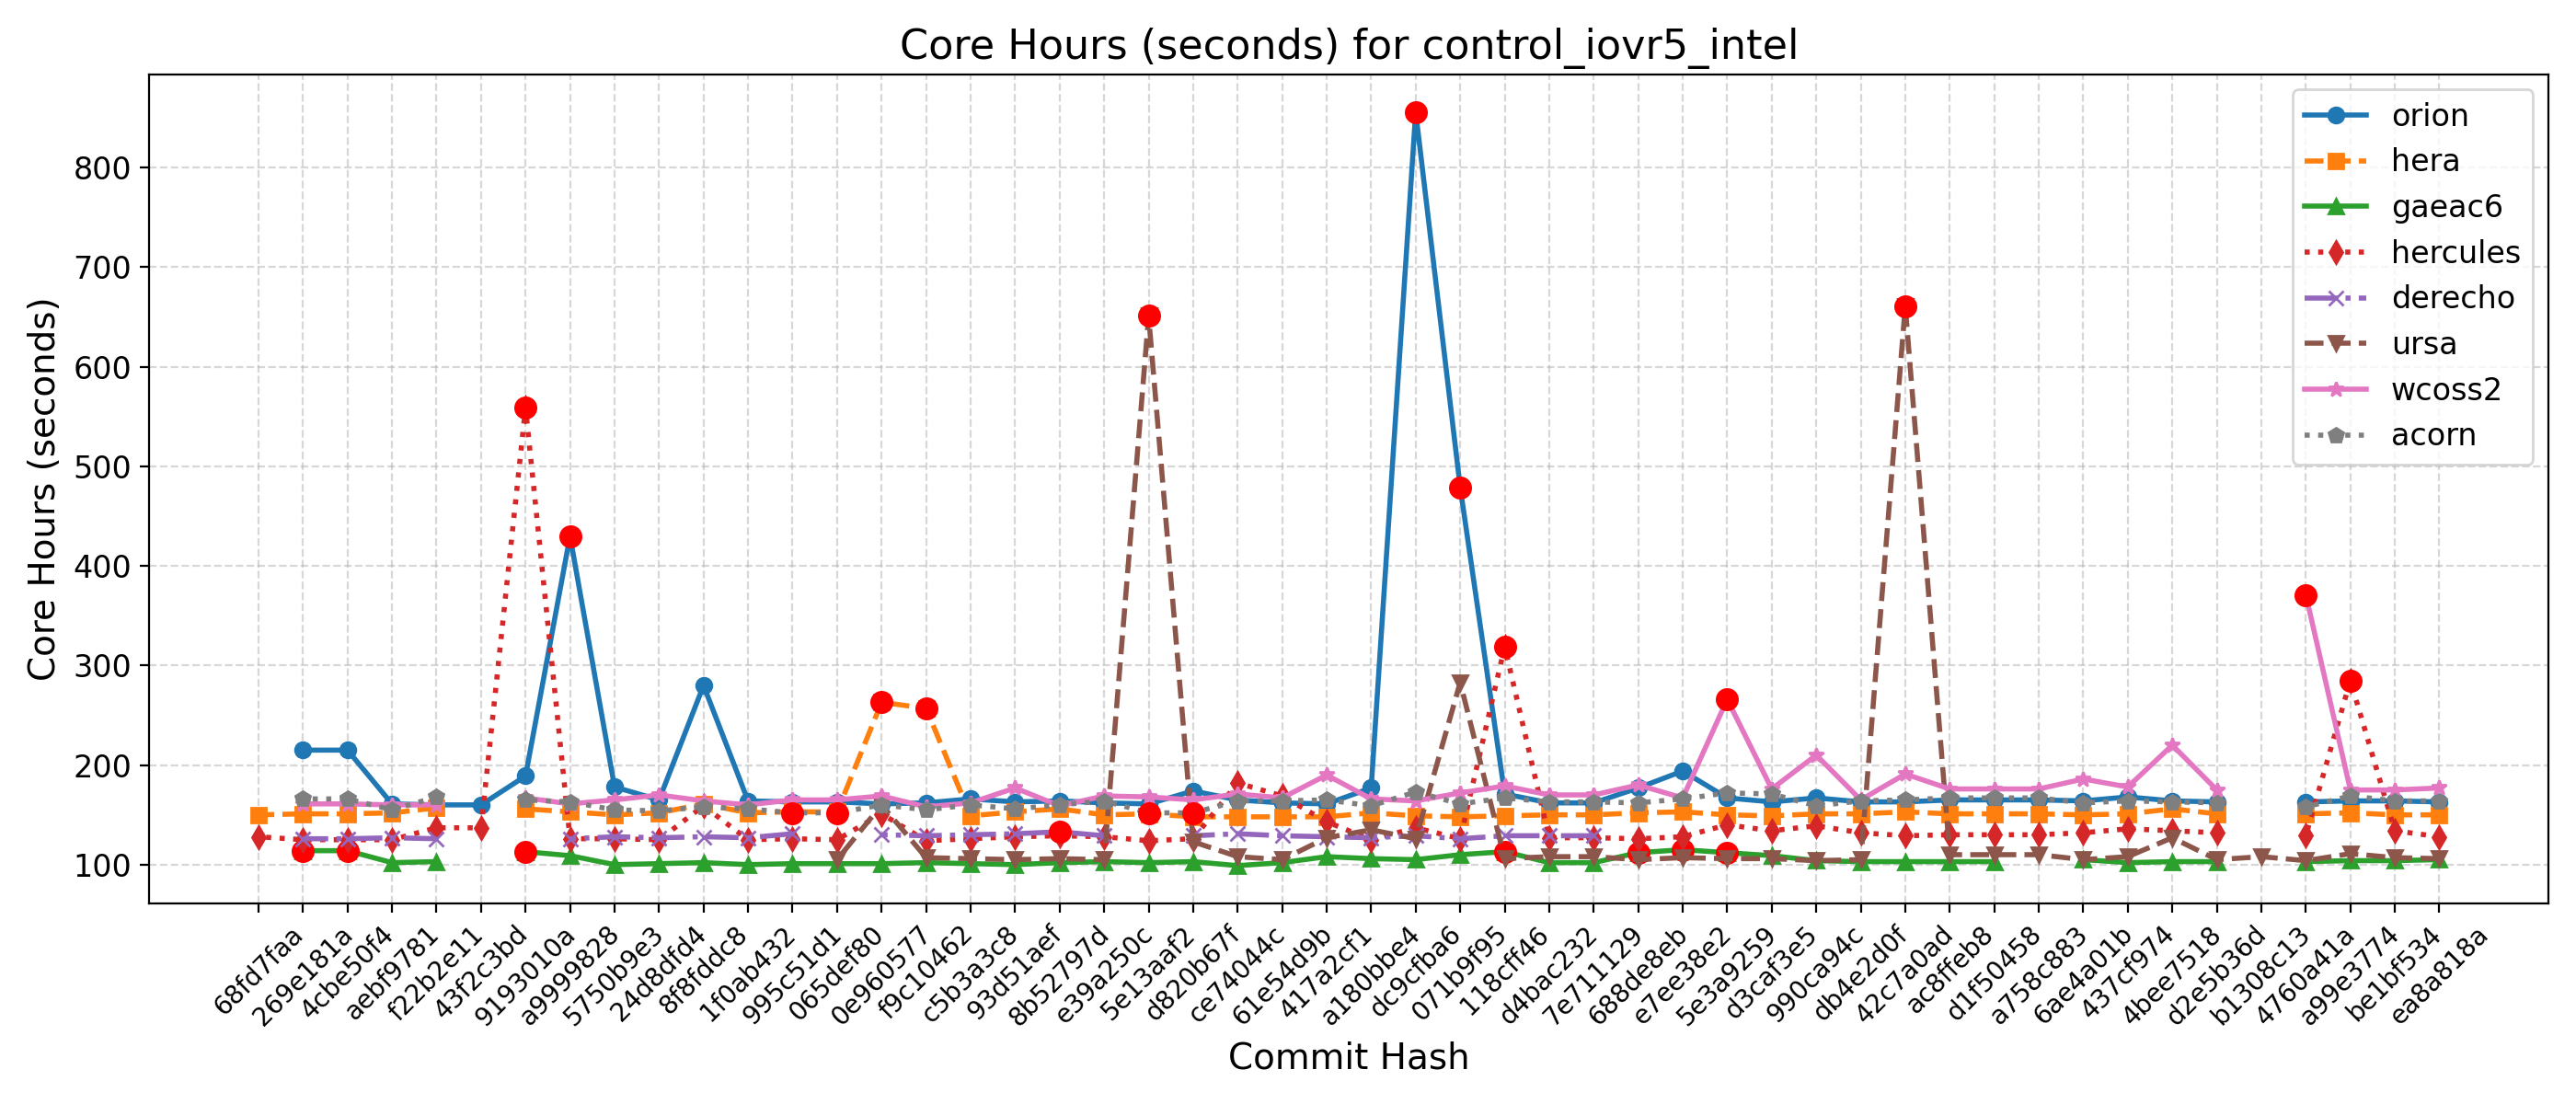 Core Hours (seconds) for control_iovr5_intel
Core Hours (seconds)
800
700
600
500
400
300
200
100
orion
hera
gaeac6
hercules
derecho
ursa
wcoss2
acorn
68fd7faa
269e181a
4cbe50f4
aebf9781
f22b2e11
43f2c3bd
9193010a
a9999828
5750b9e3
24d8dfd4
8f8fddc8
1f0ab432
995c51d1
065def80
0e960577
f9c10462
c5b3a3c8
93d51aef
8b52797d
e39a250c
5e13aaf2
d820b67f
ce74044c
61e54d9b
417a2cf1
a180bbe4
dc9cfba6
071b9f95
118cff46
d4bac232
7e711129
688de8eb
e7ee38e2
5e3a9259
d3caf3e5
990ca94c
db4e2d0f
42c7a0ad
ac8ffeb8
d1f50458
a758c883
6ae4a01b
437cf974
4bee7518
d2e5b36d
b1308c13
4760a41a
a99e3774
be1bf534
ea8a818a
Commit Hash